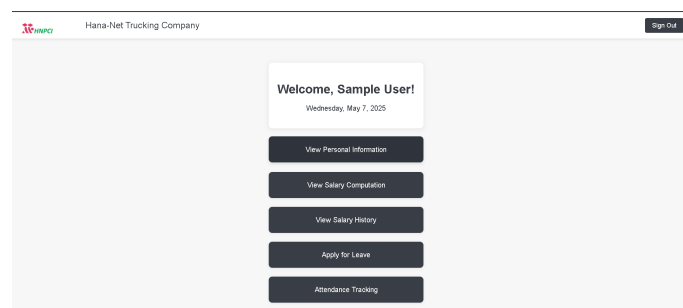 HNPCI
Hana-Net Trucking Company
Sign Out
Welcome, Sample User!
Wednesday, May 7, 2025
View Personal Information
View Salary Computation
View Salary History
Apply for Leave
Attendance Tracking